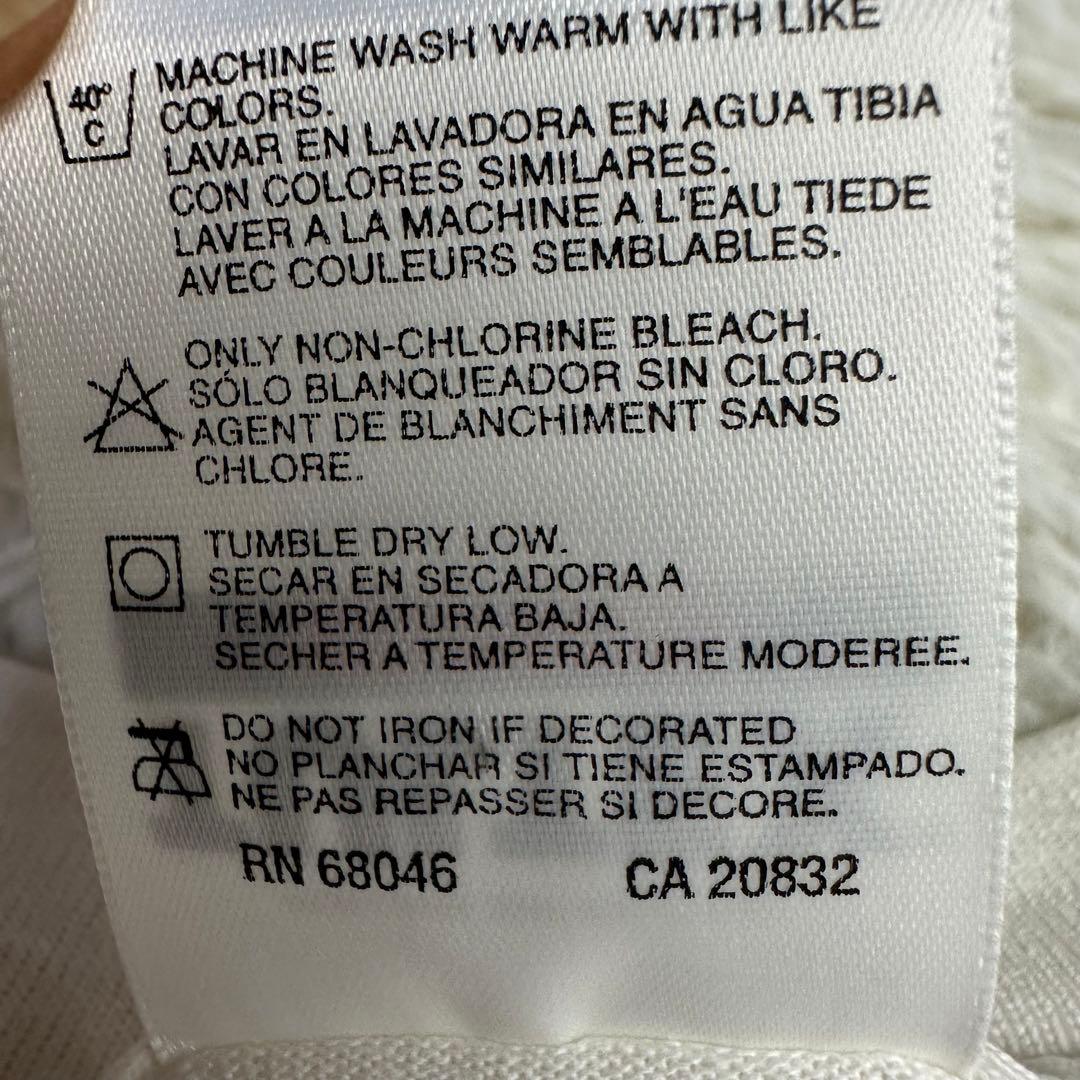 MACHINE WASH WARM WITH LIKE
40°
C
COLORS.
LAVAR EN LAVADORA EN AGUA TIBIA
CON COLORES SIMILARES.
LAVER A LA MACHINE A L'EAU TIEDE
AVEC COULEURS SEMBLABLES.
ONLY NON-CHLORINE BLEACH.
SÓLO BLANQUEADOR SIN CLORO.
AGENT DE BLANCHIMENT SANS
CHLORE.
TUMBLE DRY LOW.
SECAR EN SECADORA A
TEMPERATURA BAJA.
SECHER A TEMPERATURE MODEREE.
DO NOT IRON IF DECORATED
NO PLANCHAR SI TIENE ESTAMPADO.
NE PAS REPASSER SI DECORE.
RN 68046 CA 20832